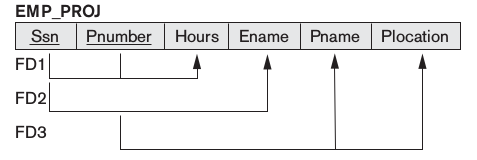 EMP_PROJ
Ssn Pnumber Hours Ename Pname Plocation
FD1
FD2
FD3